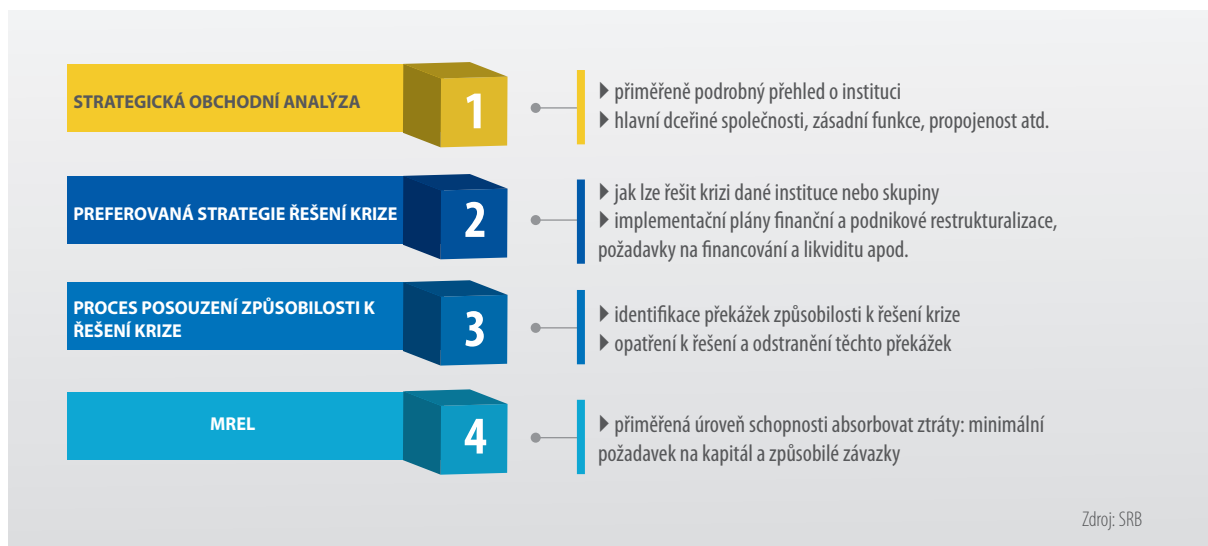 STRATEGICKÁ OBCHODNÍ ANALÝZA
1
▶ přiměřeně podrobný přehled o instituci
▶ hlavní dceřiné společnosti, zásadní funkce, propojenost atd.
PREFEROVANÁ STRATEGIE ŘEŠENÍ KRIZE
2
▶ jak lze řešit krizi dané instituce nebo skupiny
▶ implementační plány finanční a podnikové restrukturalizace,
požadavky na financování a likviditu apod.
PROCES POSOUZENÍ ZPŮSOBILOSTI K
ŘEŠENÍ KRIZE
3
▶ identifikace překážek způsobilosti k řešení krize
▶ opatření k řešení a odstranění těchto překážek
MREL
4
▶ přiměřená úroveň schopnosti absorbovat ztráty: minimální
požadavek na kapitál a způsobilé závazky
Zdroj: SRB